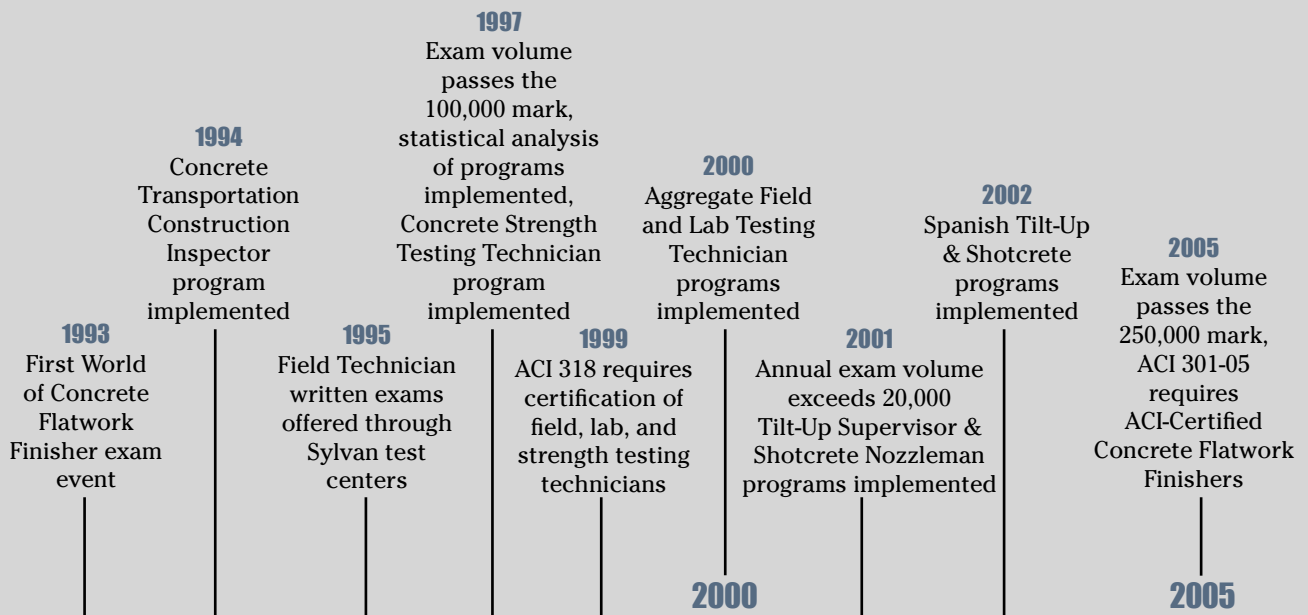 1993
First World
of Concrete
Flatwork
Finisher exam
event
1994
Concrete
Transportation
Construction
Inspector
program
implemented
1995
Field Technician
written exams
offered through
Sylvan test
centers
1997
Exam volume
passes the
100,000 mark,
statistical analysis
of programs
implemented,
Concrete Strength
Testing Technician
program
implemented
1999
ACI 318 requires
certification of
field, lab, and
strength testing
technicians
2000
Aggregate Field
and Lab Testing
Technician
programs
implemented
2001
Annual exam volume
exceeds 20,000
Tilt-Up Supervisor &
Shotcrete Nozzleman
programs implemented
2002
Spanish Tilt-Up
& Shotcrete
programs
implemented
2005
Exam volume
passes the
250,000 mark,
ACI 301-05
requires
ACI-Certified
Concrete Flatwork
Finishers
2000
2005